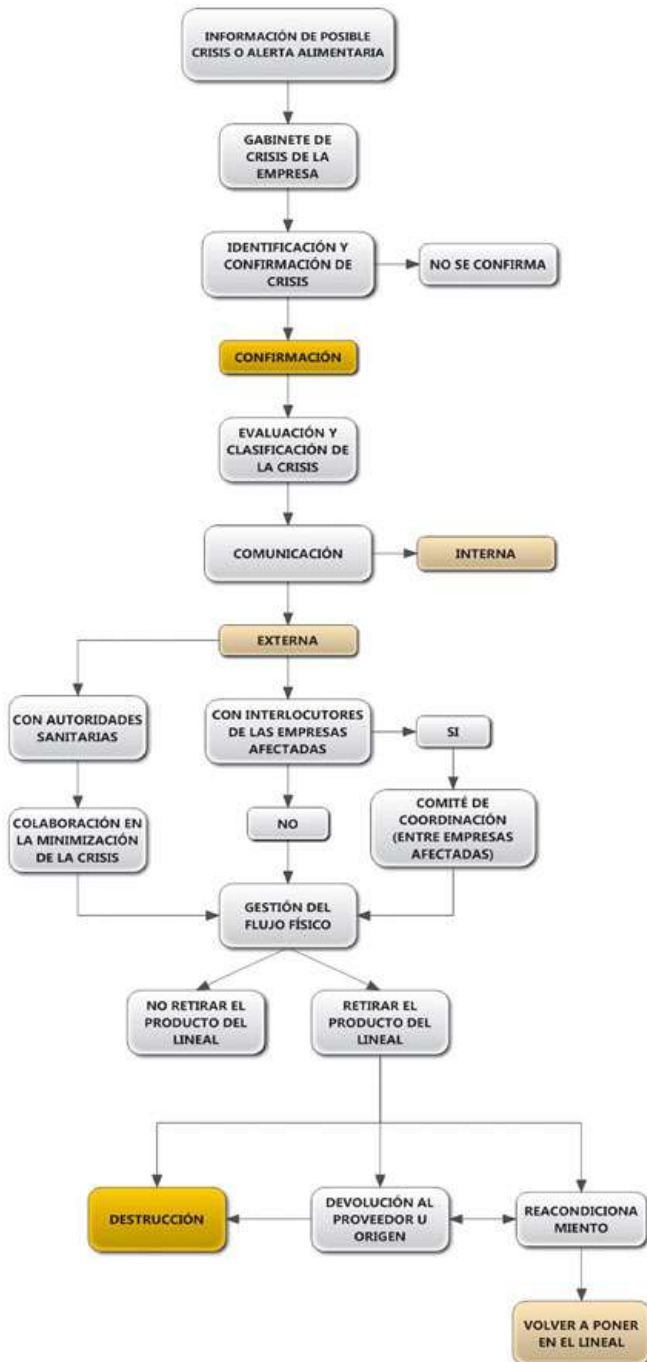 INFORMACIÓN DE POSIBLE
CRISIS O ALERTA ALIMENTARIA
GABINETE DE
CRISIS DE LA
EMPRESA
IDENTIFICACIÓN Y
CONFIRMACIÓN DE
CRISIS
NO SE CONFIRMA
CONFIRMACIÓN
EVALUACIÓN Y
CLASIFICACIÓN DE
LA CRISIS
COMUNICACIÓN
INTERNA
EXTERNA
CON AUTORIDADES
SANITARIAS
CON INTERLOCUTORES
DE LAS EMPRESAS
AFECTADAS
SI
COLABORACIÓN EN
LA MINIMIZACIÓN
DE LA CRISIS
NO
COMITÉ DE
COORDINACIÓN
(ENTRE EMPRESAS
AFECTADAS)
GESTIÓN DEL
FLUJO FÍSICO
NO RETIRAR EL
PRODUCTO DEL
LINEAL
RETIRAR EL
PRODUCTO DEL
LINEAL
DESTRUCCIÓN
DEVOLUCIÓN AL
PROVEEDOR U
ORIGEN
REACONDICIONA
MIENTO
VOLVER A PONER
EN EL LINEAL